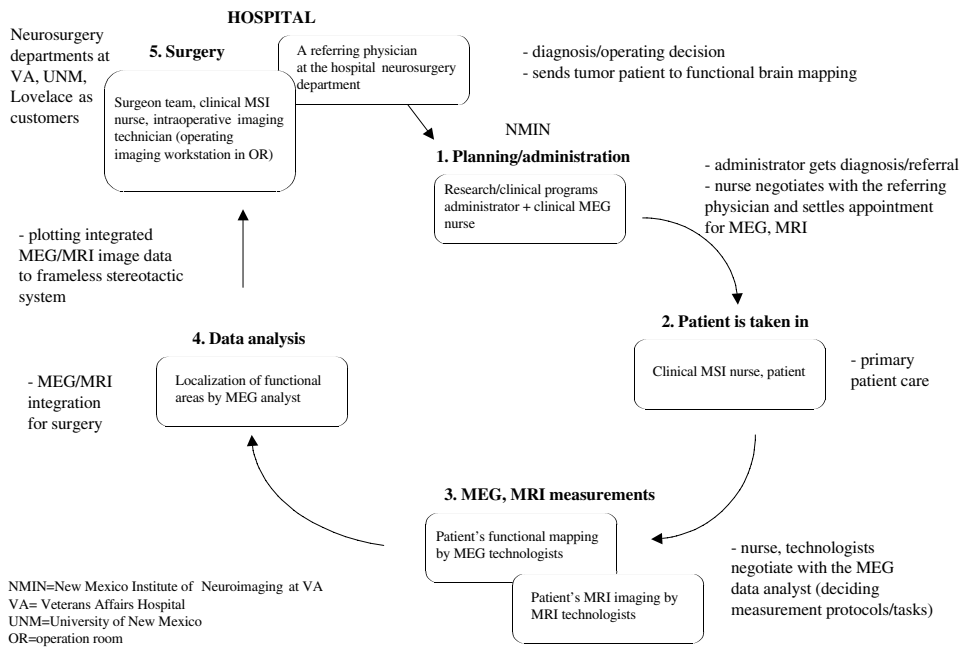 HOSPITAL
Neurosurgery
departments at
VA, UNM,
Lovelace as
customers
5. Surgery
A referring physician
at the hospital neurosurgery
department
- diagnosis/operating decision
- sends tumor patient to functional brain mapping
Surgeon team, clinical MSI
nurse, intraoperative imaging
technician (operating
imaging workstation in OR)
NMIN
1. Planning/administration
Research/clinical programs
administrator + clinical MEG
nurse
- administrator gets diagnosis/referral
- nurse negotiates with the referring
physician and settles appointment
for MEG, MRI
- plotting integrated
MEG/MRI image data
to frameless stereotactic
system
2. Patient is taken in
Clinical MSI nurse, patient
- primary
patient care
4. Data analysis
Localization of functional
areas by MEG analyst
- MEG/MRI
integration
for surgery
3. MEG, MRI measurements
Patient's functional mapping
by MEG technologists
Patient's MRI imaging by
MRI technologists
- nurse, technologists
negotiate with the MEG
data analyst (deciding
measurement protocols/tasks)
NMIN=New Mexico Institute of Neuroimaging at VA
VA= Veterans Affairs Hospital
UNM=University of New Mexico
OR=operation room